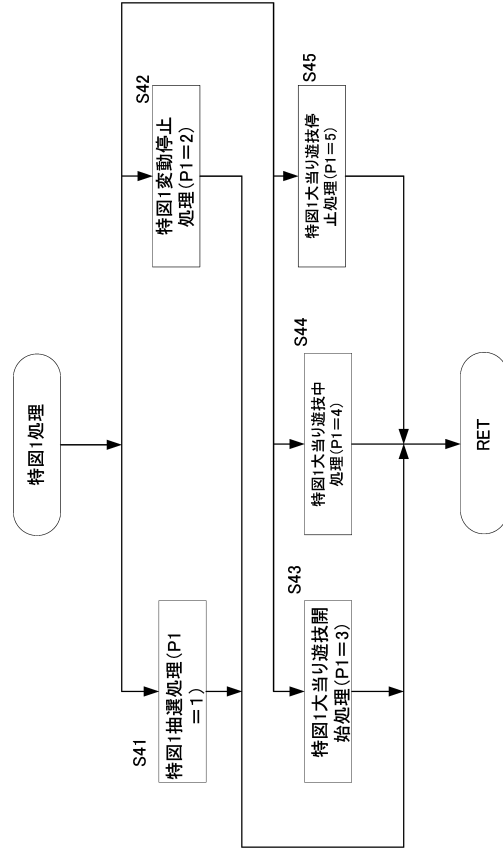 特図1処理
S41
特図1抽選処理(P1
=1)
S42
特図1変動停止
処理(P1=2)
S43
特図1大当り遊技開
始処理(P1=3)
S44
特図1大当り遊技中
処理(P1=4)
S45
特図1大当り遊技停
止処理(P1=5)
RET